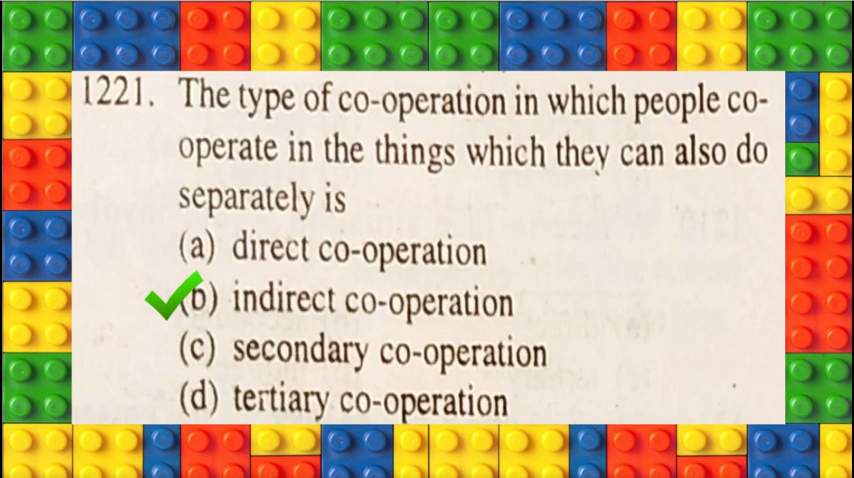 1221. The type of co-operation in which people co-
operate in the things which they can also do
separately is
(a) direct co-operation
(b) indirect co-operation
(c) secondary co-operation
(d) tertiary co-operation